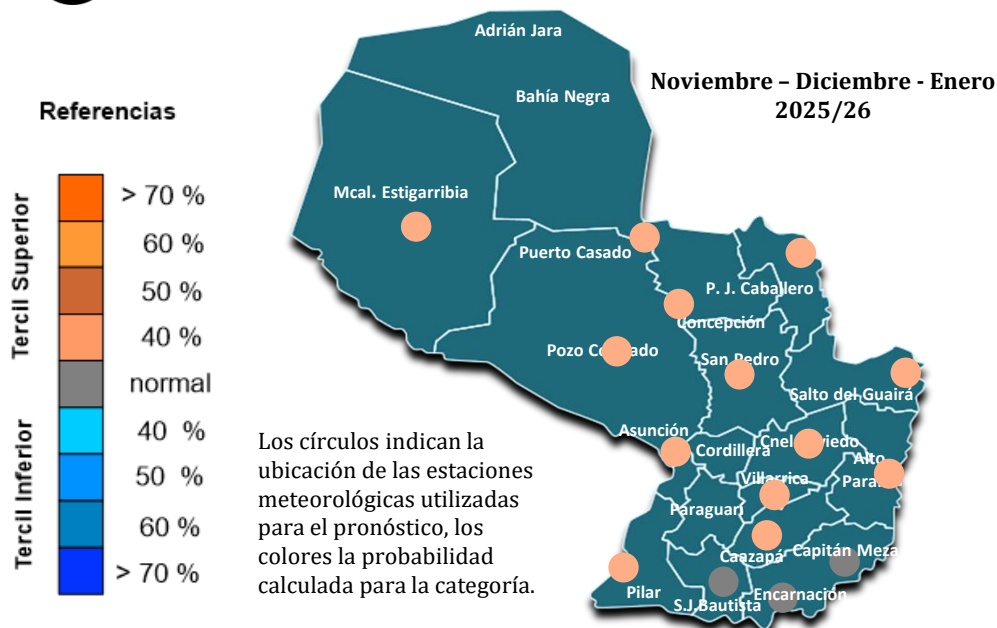 Adrián Jara
Noviembre – Diciembre - Enero
2025/26
Bahía Negra
Referencias
Tercil Superior
> 70 %
60 %
50 %
40 %
normal
Tercil Inferior
40 %
50 %
60 %
> 70 %
Mcal. Estigarribia
Puerto Casado
P. J. Caballero
Concepción
Pozo
San Pedro
Salto del Guairá
Asunción
Cordillera
Alto
Villarrica
Paraguarí
Caazapá
Capitán Meza
Pilar
S.J.Bautista
Encarnación
Los círculos indican la
ubicación de las estaciones
meteorológicas utilizadas
para el pronóstico, los
colores la probabilidad
calculada para la categoría.